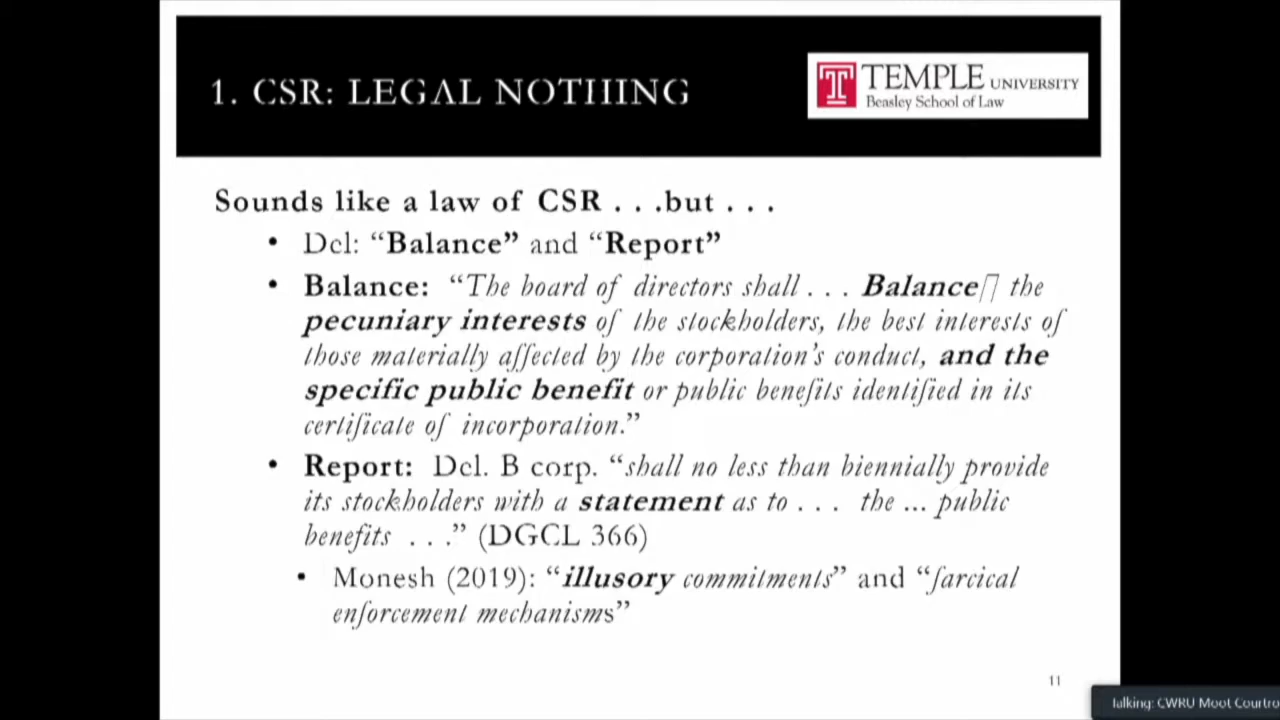 1. CSR: LEGAL NOTHING
TEMPLE UNIVERSITY
Beasley School of Law
Sounds like a law of CSR . . .but . . .
• Del: “Balance” and “Report”
• Balance: “The board of directors shall . . . Balance[] the
pecuniary interests of the stockholders, the best interests of
those materially affected by the corporation’s conduct, and the
specific public benefit or public benefits identified in its
certificate of incorporation.”
• Report: Del. B corp. “shall no less than biennially provide
its stockholders with a statement as to . . . the ... public
benefits . . .” (DGCL 366)
• Monesh (2019): “illusory commitments” and “farcical
enforcement mechanisms”
11
Talking: CWRU Moot Courtro